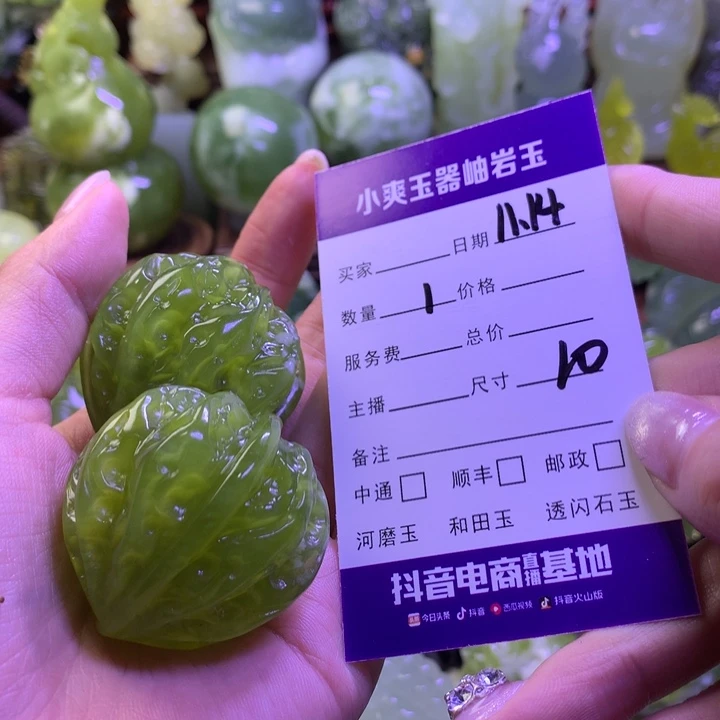 小爽玉器岫岩玉
买家 日期 11.14
数量 1 价格
服务费 总价
主播 尺寸 10
备注
中通 □ 顺丰 □ 邮政 □
河磨玉 和田玉 透闪石玉
抖音电商直播基地
今日头条 抖音 西瓜视频 抖音火山版